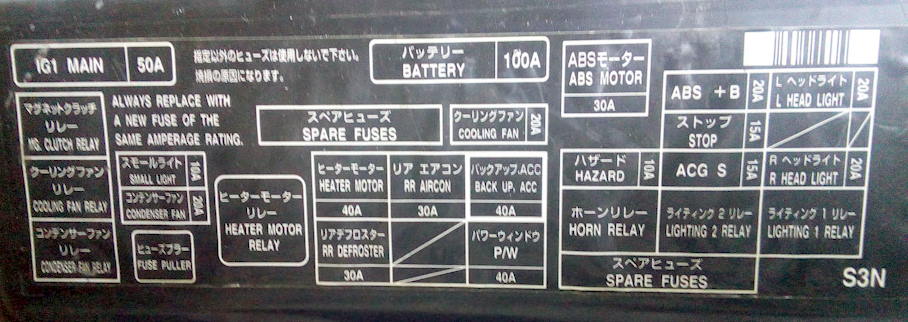 IG1 MAIN 50A
指定以外のヒューズは使用しないで下さい。
焼損の原因になります。
バッテリー
BATTERY 100A
ABSモーター
ABS MOTOR
30A
ABS +B 20A
L ヘッドライト
L HEAD LIGHT 20A
マグネットクラッチ
リレー
MG. CLUTCH RELAY
ALWAYS REPLACE WITH
A NEW FUSE OF THE
SAME AMPERAGE RATING.
スペアヒューズ
SPARE FUSES
クーリングファン
COOLING FAN 20A
ストップ
STOP 15A
クーリングファン
リレー
COOLING FAN RELAY
スモールライト
SMALL LIGHT 10A
コンデンサーファン
CONDENSER FAN 20A
ヒーターモーター
リレー
HEATER MOTOR
RELAY
ヒーターモーター
HEATER MOTOR
40A
リア エアコン
RR AIRCON
30A
バックアップ,ACC
BACK UP, ACC
40A
ハザード
HAZARD 10A
ACG S 15A
R ヘッドライト
R HEAD LIGHT 20A
コンデンサーファン
リレー
CONDENSER FAN RELAY
ヒューズプラー
FUSE PULLER
リアデフロスター
RR DEFROSTER
30A
パワーウィンドウ
P/W
40A
ホーンリレー
HORN RELAY
ライティング 2 リレー
LIGHTING 2 RELAY
ライティング 1 リレー
LIGHTING 1 RELAY
スペアヒューズ
SPARE FUSES
S3N